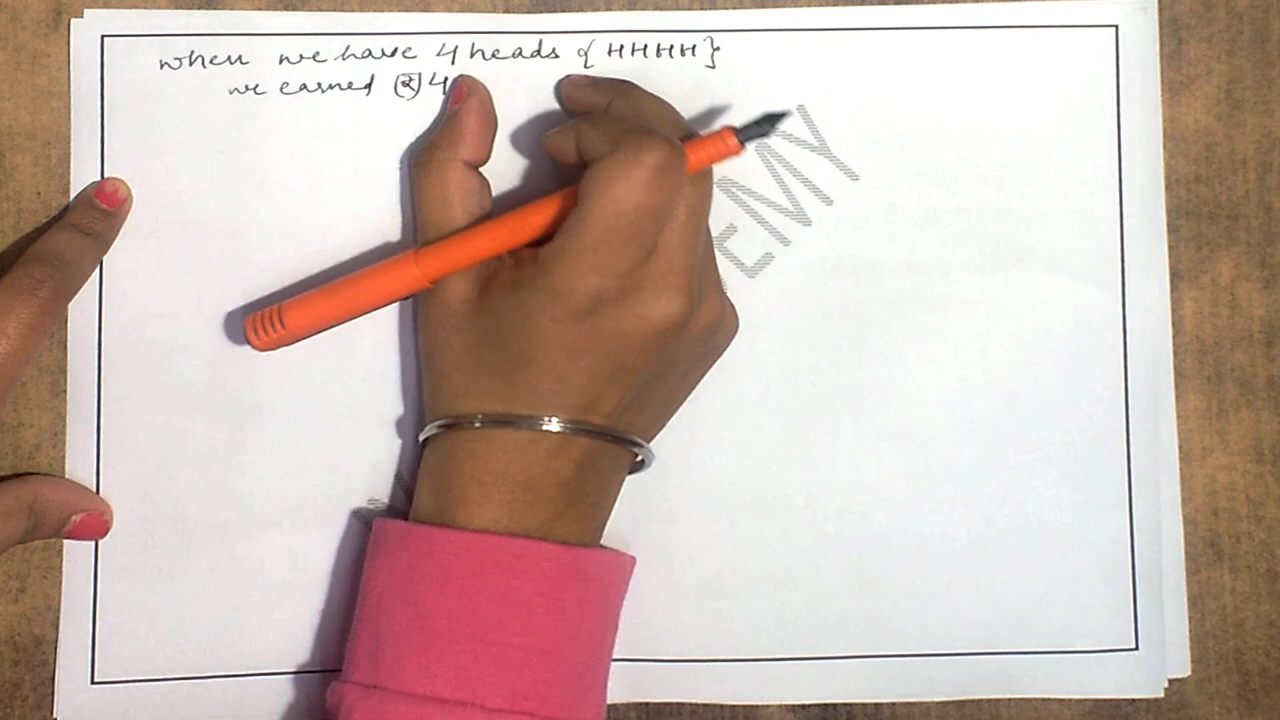 when we have 4 heads { HHHH }
we earned (₹) 4